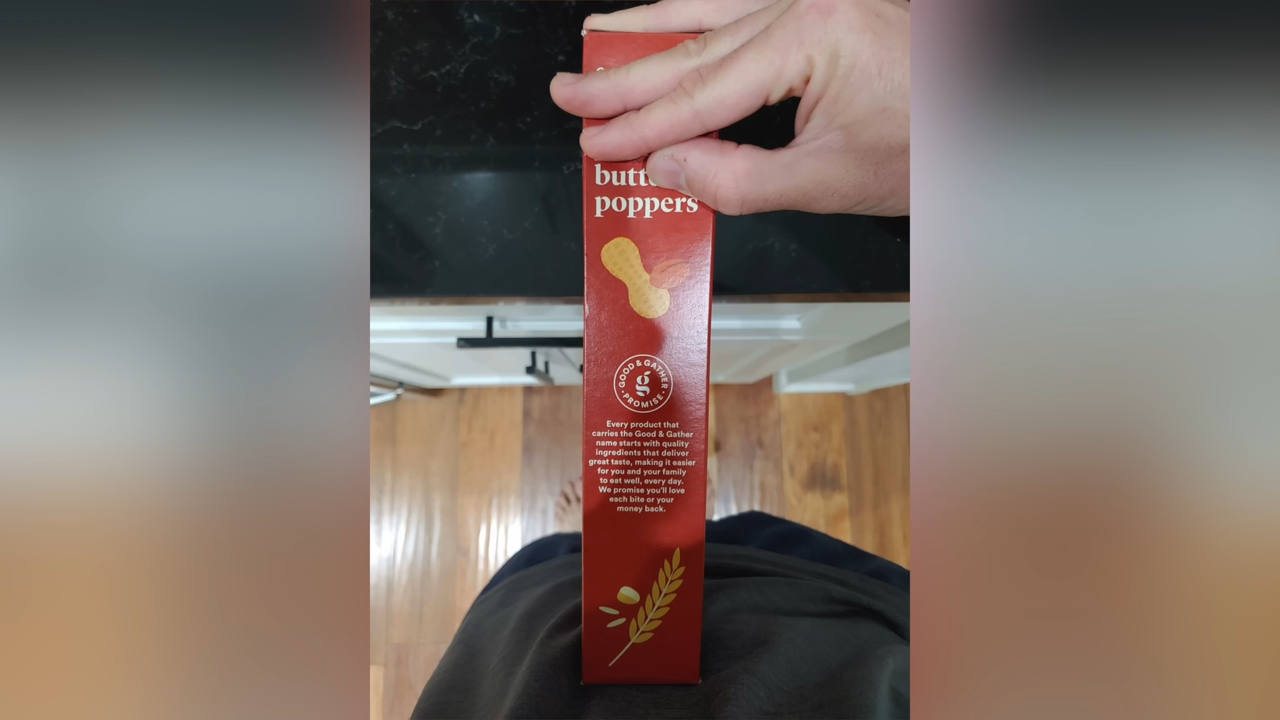 poppers
GOOD & GATHER
g
PROMISE
Every product that
carries the Good & Gather
name starts with quality
ingredients that deliver
great taste, making it easier
for you and your family
to eat well, every day.
We promise you'll love
each bite or your
money back.